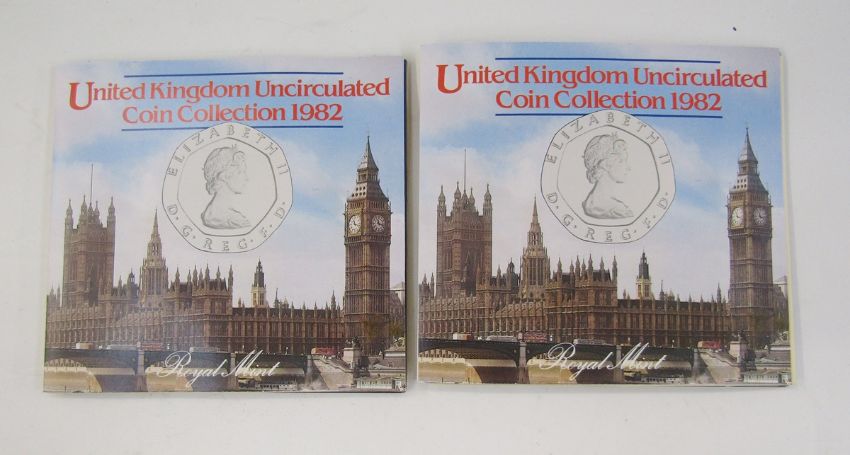 United Kingdom Uncirculated
Coin Collection 1982
ELIZABETH II
D. G. REG. F. D.
Royal Mint
United Kingdom Uncirculated
Coin Collection 1982
ELIZABETH II
D. G. REG. F. D.
Royal Mint